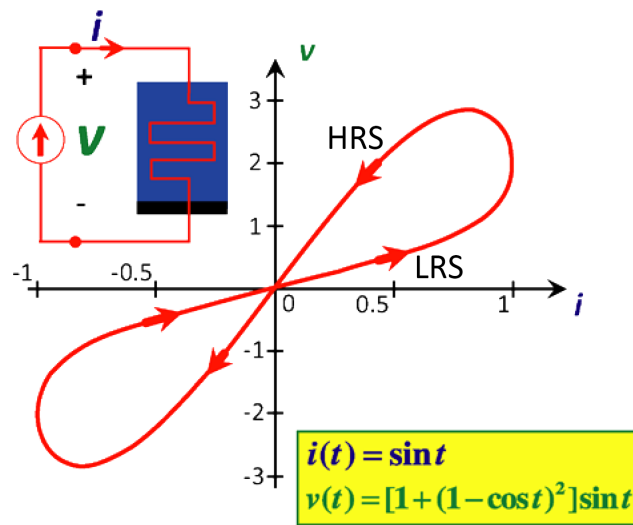 i
v
+
v
-
3
2
1
HRS
LRS
-1
-0.5
0
0.5
1
i
-1
-2
-3
i(t) = sin t
v(t) = [1+(1-cos t)²]sin t